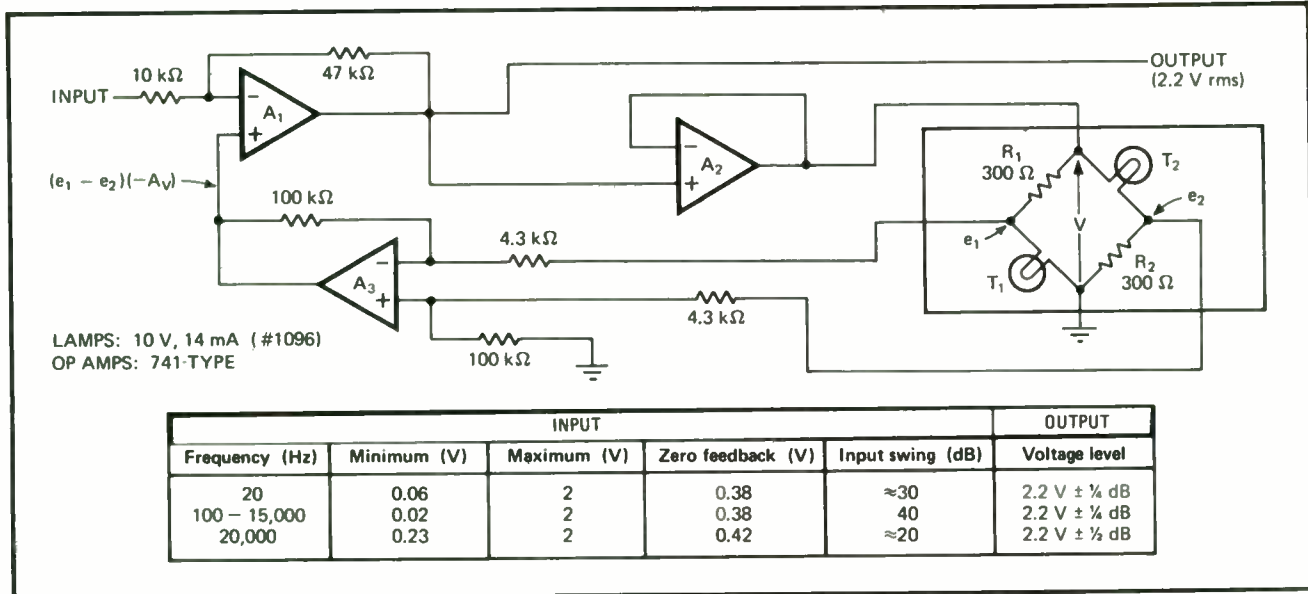 10 kΩ
47 kΩ
INPUT
A1
OUTPUT
(2.2 V rms)
A2
R1
300 Ω
T2
(e1 – e2)(–AV)
100 kΩ
4.3 kΩ
e1
V
e2
A3
T1
R2
300 Ω
4.3 kΩ
100 kΩ
LAMPS: 10 V, 14 mA (#1096)
OP AMPS: 741-TYPE
INPUT OUTPUT
Frequency (Hz) Minimum (V) Maximum (V) Zero feedback (V) Input swing (dB) Voltage level
20 0.06 2 0.38 ≈30 2.2 V ± ¼ dB
100 – 15,000 0.02 2 0.38 40 2.2 V ± ¼ dB
20,000 0.23 2 0.42 ≈20 2.2 V ± ½ dB